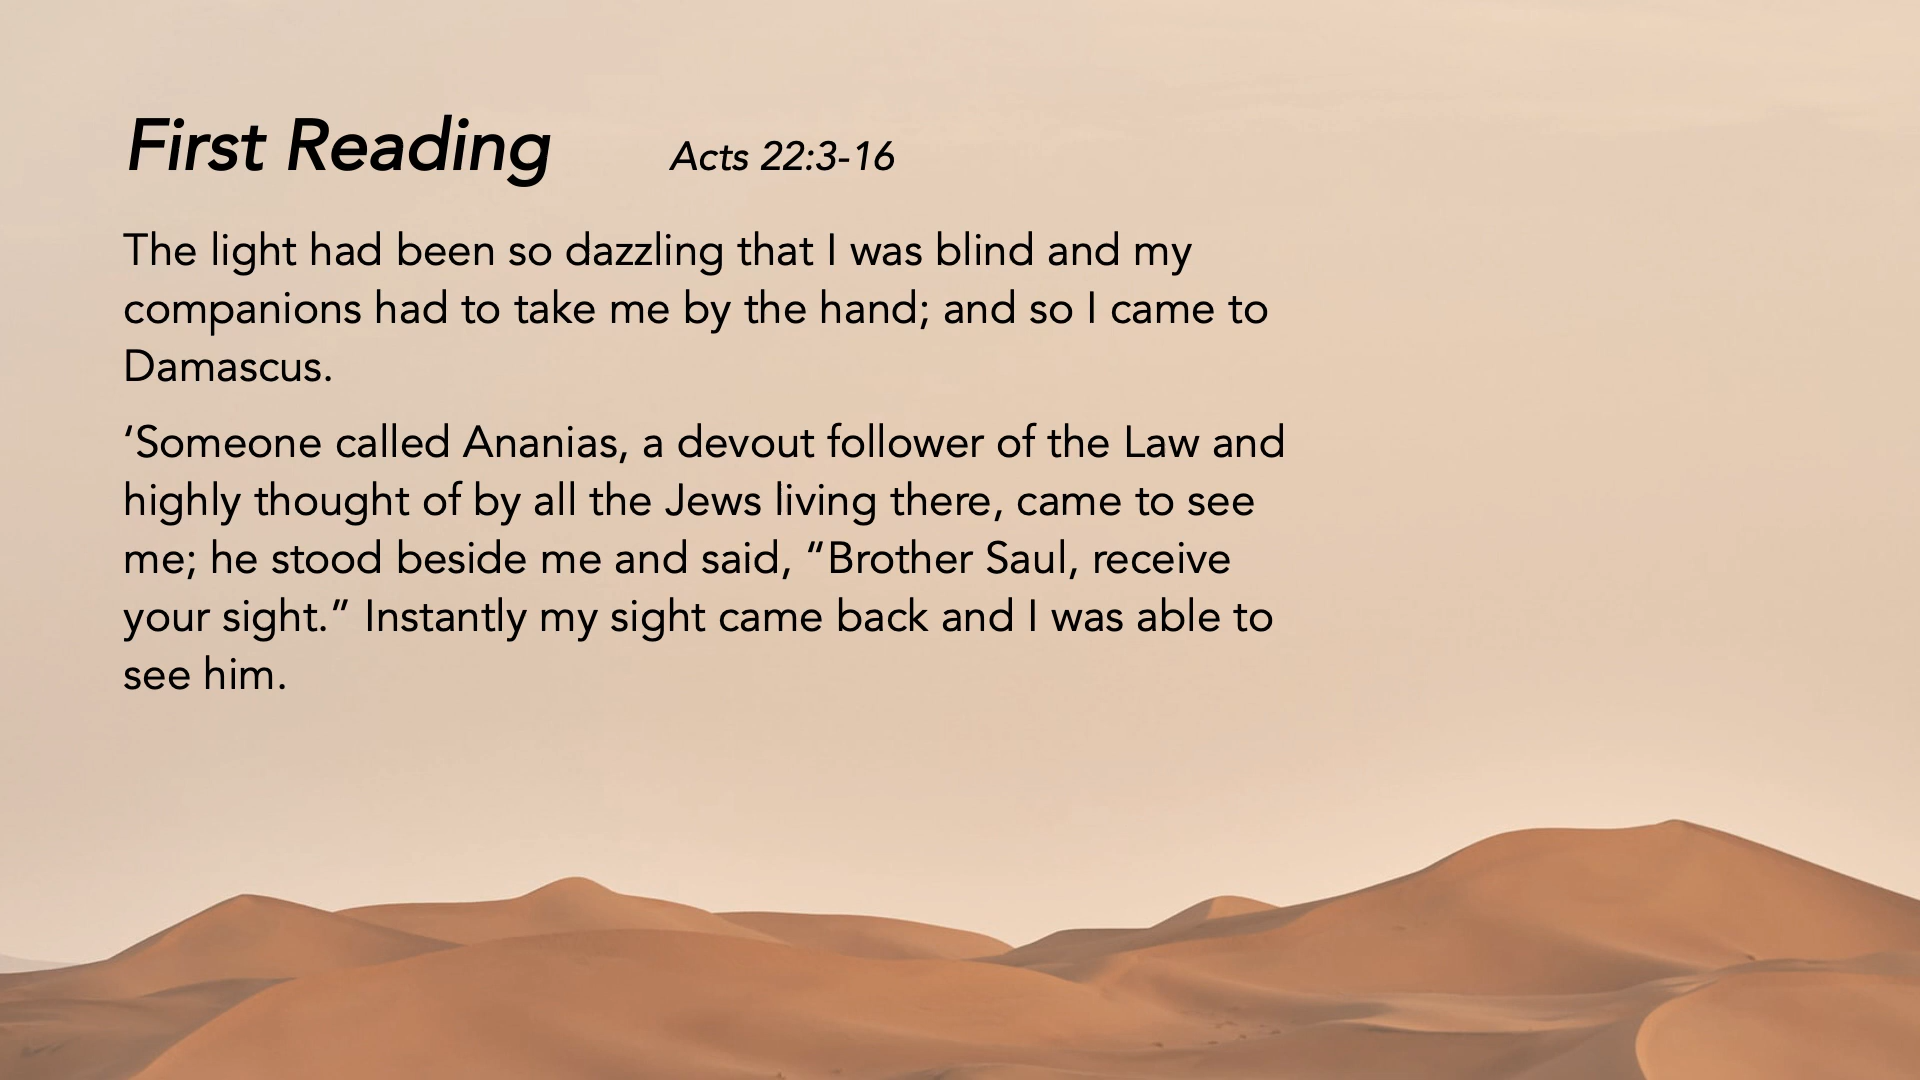 First Reading Acts 22:3-16
The light had been so dazzling that I was blind and my
companions had to take me by the hand; and so I came to
Damascus.
‘Someone called Ananias, a devout follower of the Law and
highly thought of by all the Jews living there, came to see
me; he stood beside me and said, “Brother Saul, receive
your sight.” Instantly my sight came back and I was able to
see him.